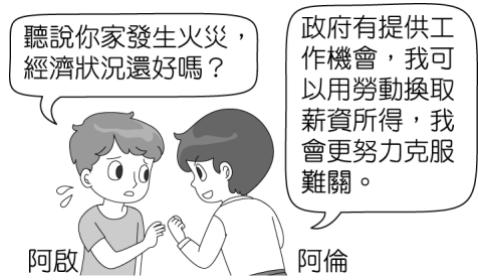 聽說你家發生火災，
經濟狀況還好嗎？
政府有提供工
作機會，我可
以用勞動換取
薪資所得，我
會更努力克服
難關。
阿啟
阿倫